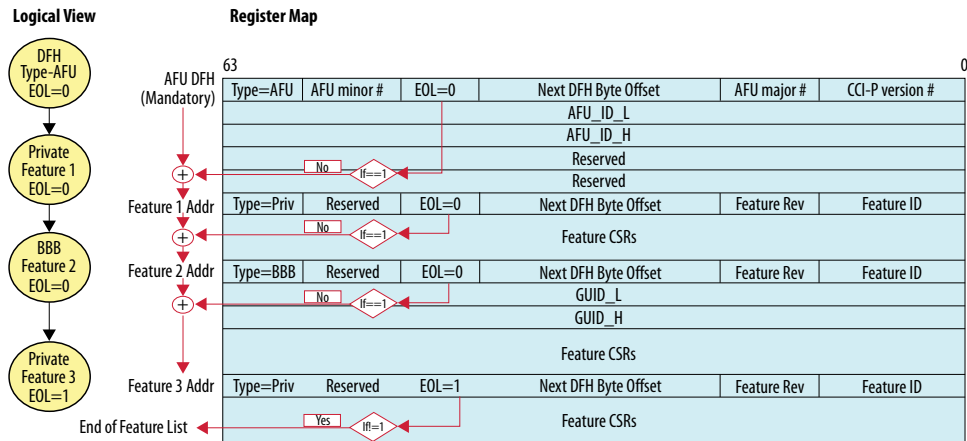 Logical View
Register Map
DFH
Type-AFU
EOL=0
Private
Feature 1
EOL=0
BBB
Feature 2
EOL=0
Private
Feature 3
EOL=1
63 0
AFU DFH
(Mandatory)
Type=AFU AFU minor # EOL=0 Next DFH Byte Offset AFU major # CCI-P version #
AFU_ID_L
AFU_ID_H
Reserved
+ No If==1
Reserved
Feature 1 Addr Type=Priv Reserved EOL=0 Next DFH Byte Offset Feature Rev Feature ID
+ No If==1 Feature CSRs
Feature 2 Addr Type=BBB Reserved EOL=0 Next DFH Byte Offset Feature Rev Feature ID
GUID_L
+ No If==1
GUID_H
Feature CSRs
Feature 3 Addr Type=Priv Reserved EOL=1 Next DFH Byte Offset Feature Rev Feature ID
End of Feature List Yes If!=1 Feature CSRs